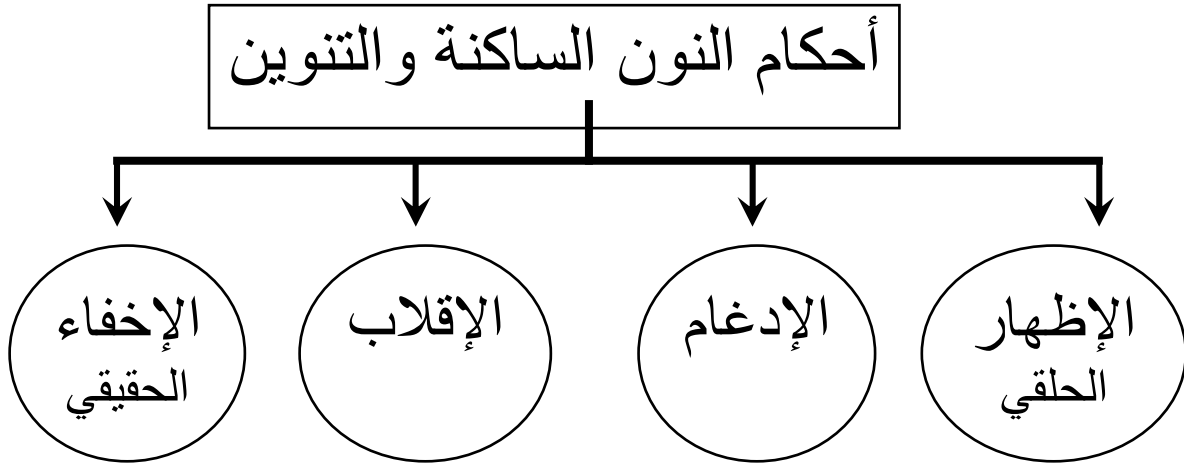 أحكام النون الساكنة والتنوين
الإظهار
الحلقي
الإدغام
الإقلاب
الإخفاء
الحقيقي